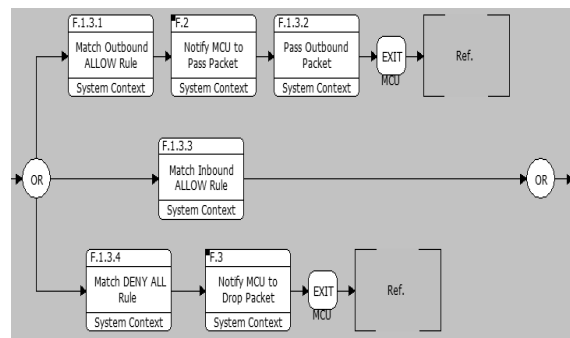 F.1.3.1
Match Outbound
ALLOW Rule
System Context
F.2
Notify MCU to
Pass Packet
System Context
F.1.3.2
Pass Outbound
Packet
System Context
EXIT
MCU
Ref.
OR
F.1.3.3
Match Inbound
ALLOW Rule
System Context
OR
F.1.3.4
Match DENY ALL
Rule
System Context
F.3
Notify MCU to
Drop Packet
System Context
EXIT
MCU
Ref.